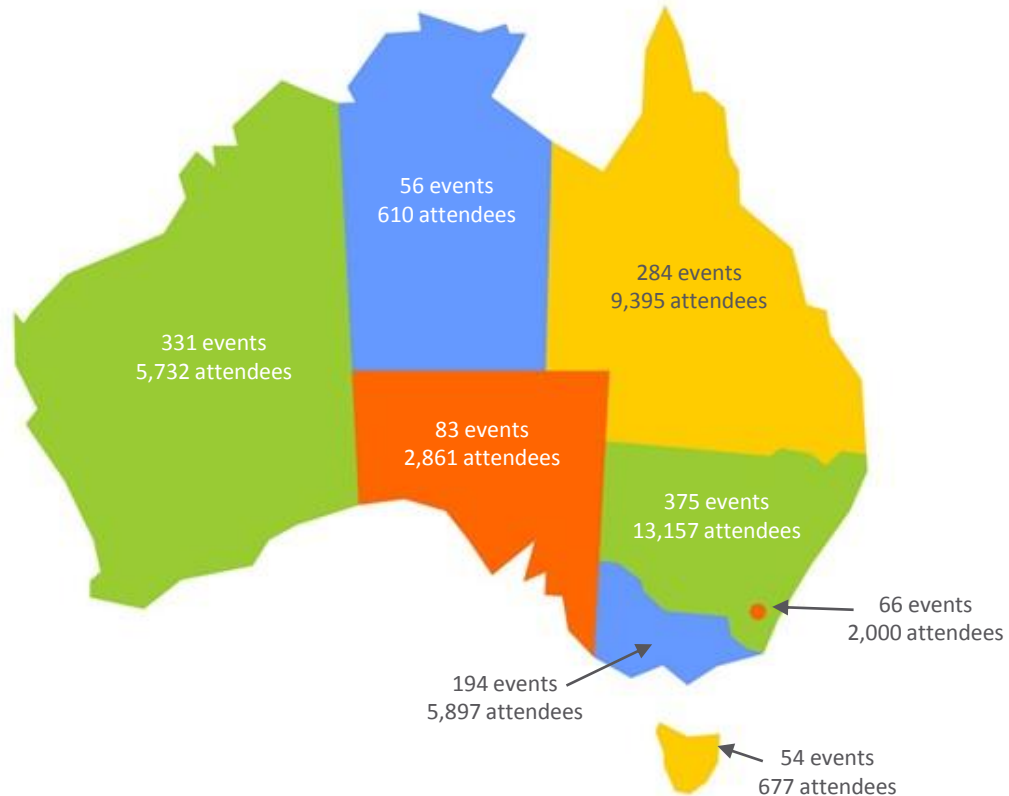 56 events
610 attendees
284 events
9,395 attendees
331 events
5,732 attendees
83 events
2,861 attendees
375 events
13,157 attendees
66 events
2,000 attendees
194 events
5,897 attendees
54 events
677 attendees